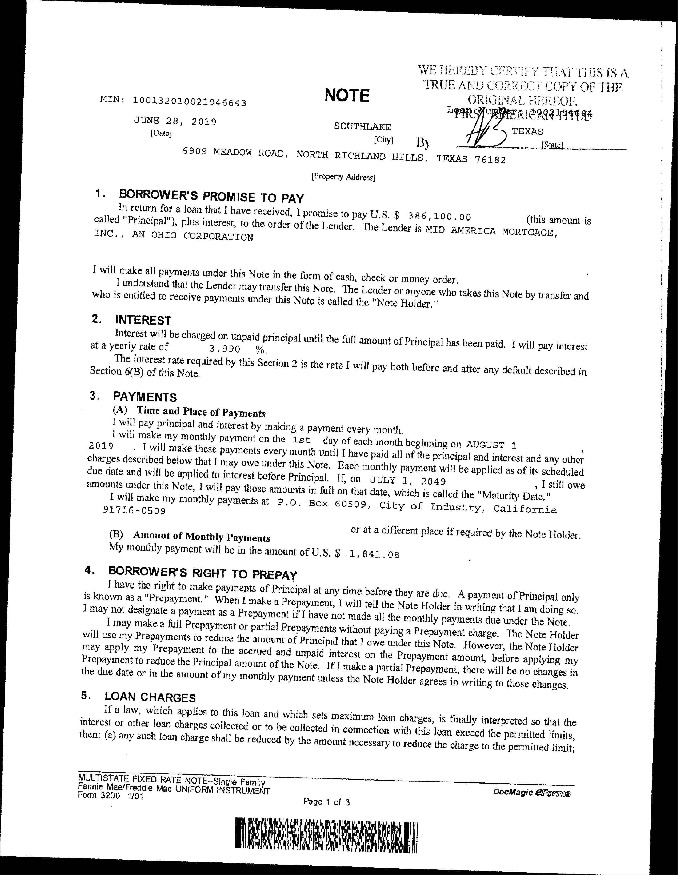 WE HEREBY CERTIFY THAT THIS IS A
TRUE AND CORRECT COPY OF THE
ORIGINAL HEREOF.
MIN: 100132010021946643
NOTE
JUNE 28, 2019
SOUTHLAKE
TEXAS
[Date]
[City]
By
[State]
6909 MEADOW ROAD, NORTH RICHLAND HILLS, TEXAS 76182
[Property Address]
1. BORROWER'S PROMISE TO PAY
In return for a loan that I have received, I promise to pay U.S. $ 386,100.00 (this amount is
called "Principal"), plus interest, to the order of the Lender. The Lender is MID AMERICA MORTGAGE,
INC., AN OHIO CORPORATION
I will make all payments under this Note in the form of cash, check or money order.
I understand that the Lender may transfer this Note. The Lender or anyone who takes this Note by transfer and
who is entitled to receive payments under this Note is called the "Note Holder."
2. INTEREST
Interest will be charged on unpaid principal until the full amount of Principal has been paid. I will pay interest
at a yearly rate of 3.990 %.
The interest rate required by this Section 2 is the rate I will pay both before and after any default described in
Section 6(B) of this Note.
3. PAYMENTS
(A) Time and Place of Payments
I will pay principal and interest by making a payment every month.
I will make my monthly payment on the 1st day of each month beginning on AUGUST 1 ,
2019 . I will make these payments every month until I have paid all of the principal and interest and any other
charges described below that I may owe under this Note. Each monthly payment will be applied as of its scheduled
due date and will be applied to interest before Principal. If, on JULY 1, 2049 , I still owe
amounts under this Note, I will pay those amounts in full on that date, which is called the "Maturity Date."
I will make my monthly payments at P.O. Box 60509, City of Industry, California
91716-0509
or at a different place if required by the Note Holder.
(B) Amount of Monthly Payments
My monthly payment will be in the amount of U.S. $ 1,841.08
4. BORROWER'S RIGHT TO PREPAY
I have the right to make payments of Principal at any time before they are due. A payment of Principal only
is known as a "Prepayment." When I make a Prepayment, I will tell the Note Holder in writing that I am doing so.
I may not designate a payment as a Prepayment if I have not made all the monthly payments due under the Note.
I may make a full Prepayment or partial Prepayments without paying a Prepayment charge. The Note Holder
will use my Prepayments to reduce the amount of Principal that I owe under this Note. However, the Note Holder
may apply my Prepayment to the accrued and unpaid interest on the Prepayment amount, before applying my
Prepayment to reduce the Principal amount of the Note. If I make a partial Prepayment, there will be no changes in
the due date or in the amount of my monthly payment unless the Note Holder agrees in writing to those changes.
5. LOAN CHARGES
If a law, which applies to this loan and which sets maximum loan charges, is finally interpreted so that the
interest or other loan charges collected or to be collected in connection with this loan exceed the permitted limits,
then: (a) any such loan charge shall be reduced by the amount necessary to reduce the charge to the permitted limit;
MULTISTATE FIXED RATE NOTE--Single Family
Fannie Mae/Freddie Mac UNIFORM INSTRUMENT
Form 3200 1/01
Page 1 of 3
DocMagic